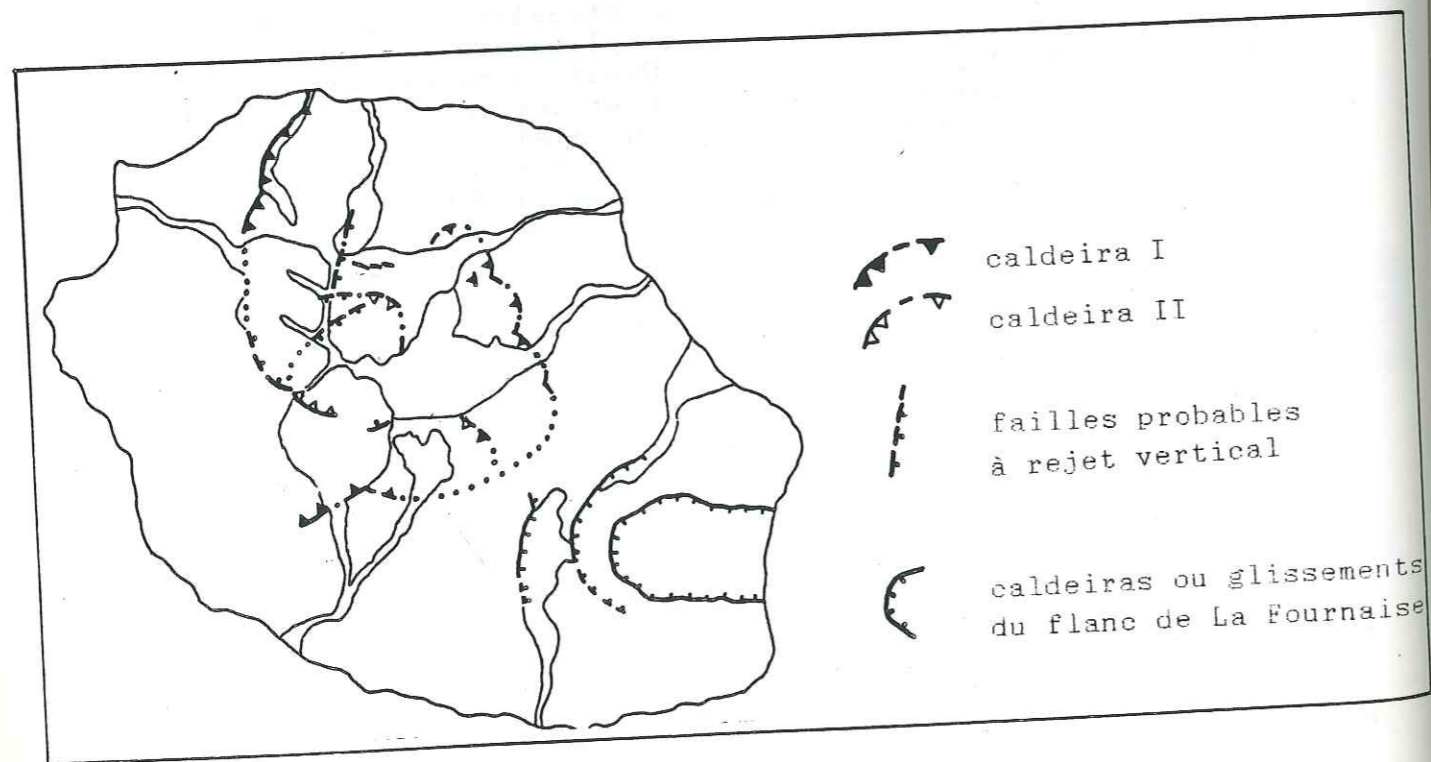 caldeira I
caldeira II
failles probables
à rejet vertical
caldeiras ou glissements
du flanc de La Fournaise